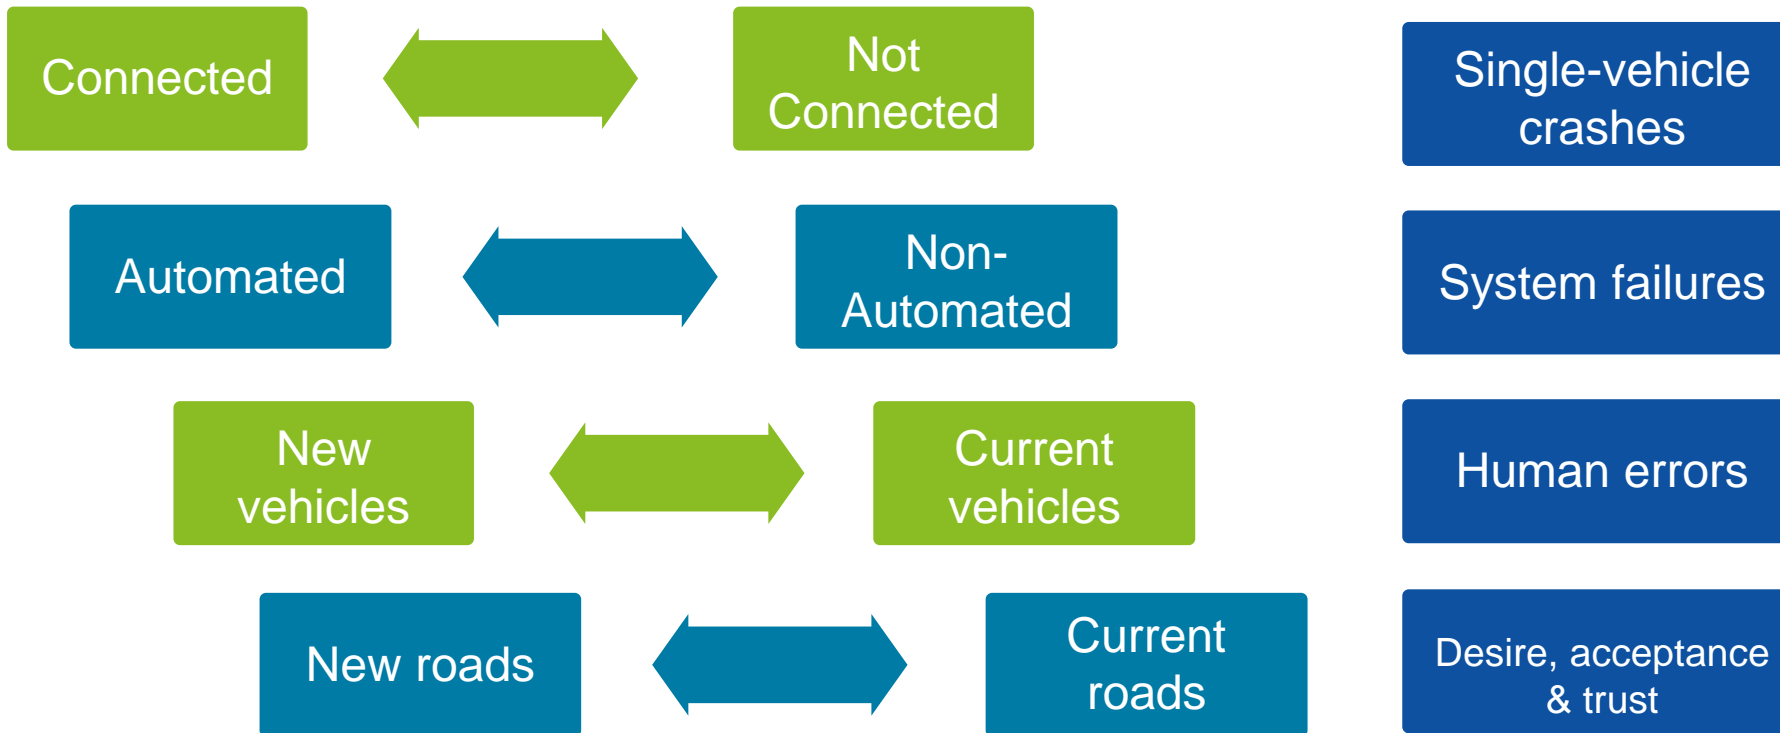 Connected
Not
Connected
Single-vehicle
crashes
Automated
Non-
Automated
System failures
New
vehicles
Current
vehicles
Human errors
New roads
Current
roads
Desire, acceptance
& trust